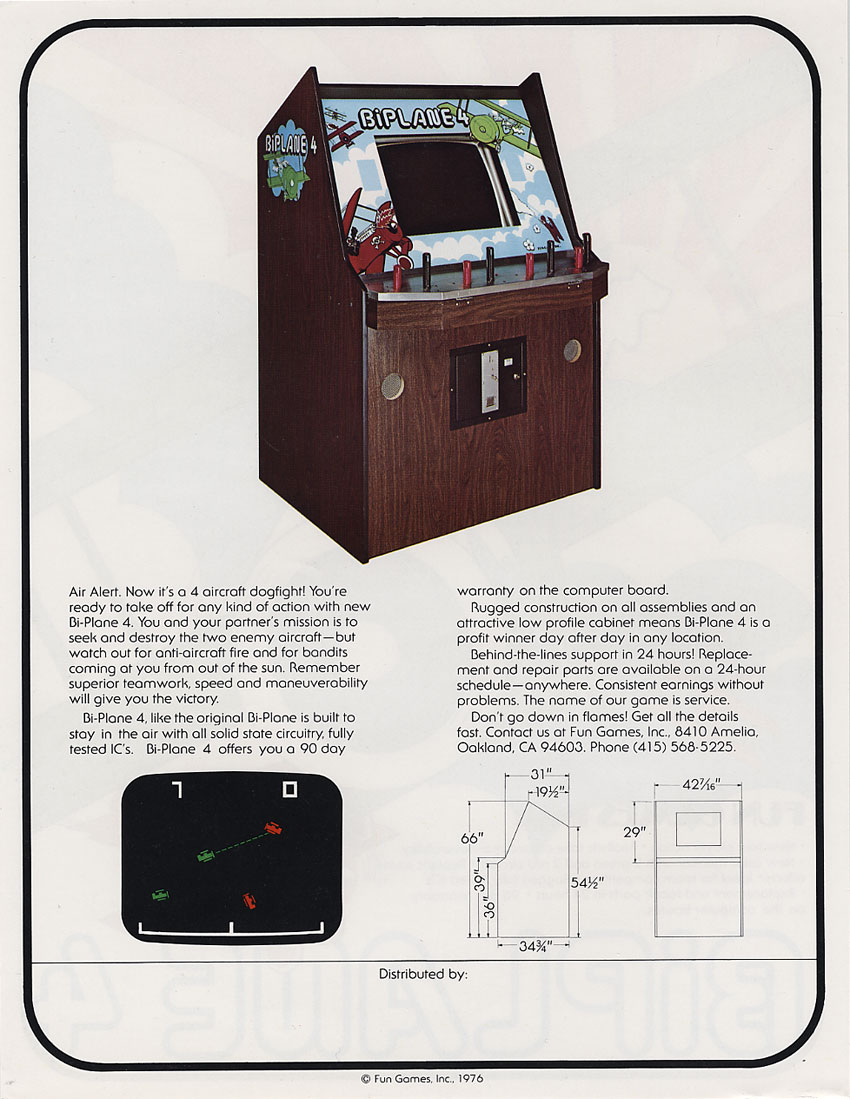 BiPLANE 4
BiPLANE 4
Air Alert. Now it's a 4 aircraft dogfight! You're
ready to take off for any kind of action with new
Bi-Plane 4. You and your partner's mission is to
seek and destroy the two enemy aircraft—but
watch out for anti-aircraft fire and for bandits
coming at you from out of the sun. Remember
superior teamwork, speed and maneuverability
will give you the victory.
Bi-Plane 4, like the original Bi-Plane is built to
stay in the air with all solid state circuitry, fully
tested IC's. Bi-Plane 4 offers you a 90 day
warranty on the computer board.
Rugged construction on all assemblies and an
attractive low profile cabinet means Bi-Plane 4 is a
profit winner day after day in any location.
Behind-the-lines support in 24 hours! Replace-
ment and repair parts are available on a 24-hour
schedule—anywhere. Consistent earnings without
problems. The name of our game is service.
Don't go down in flames! Get all the details
fast. Contact us at Fun Games, Inc., 8410 Amelia,
Oakland, CA 94603. Phone (415) 568-5225.
7 0
31"
19½"
66"
39"
36"
54½"
34¾"
42⁷⁄₁₆"
29"
Distributed by:
© Fun Games, Inc., 1976